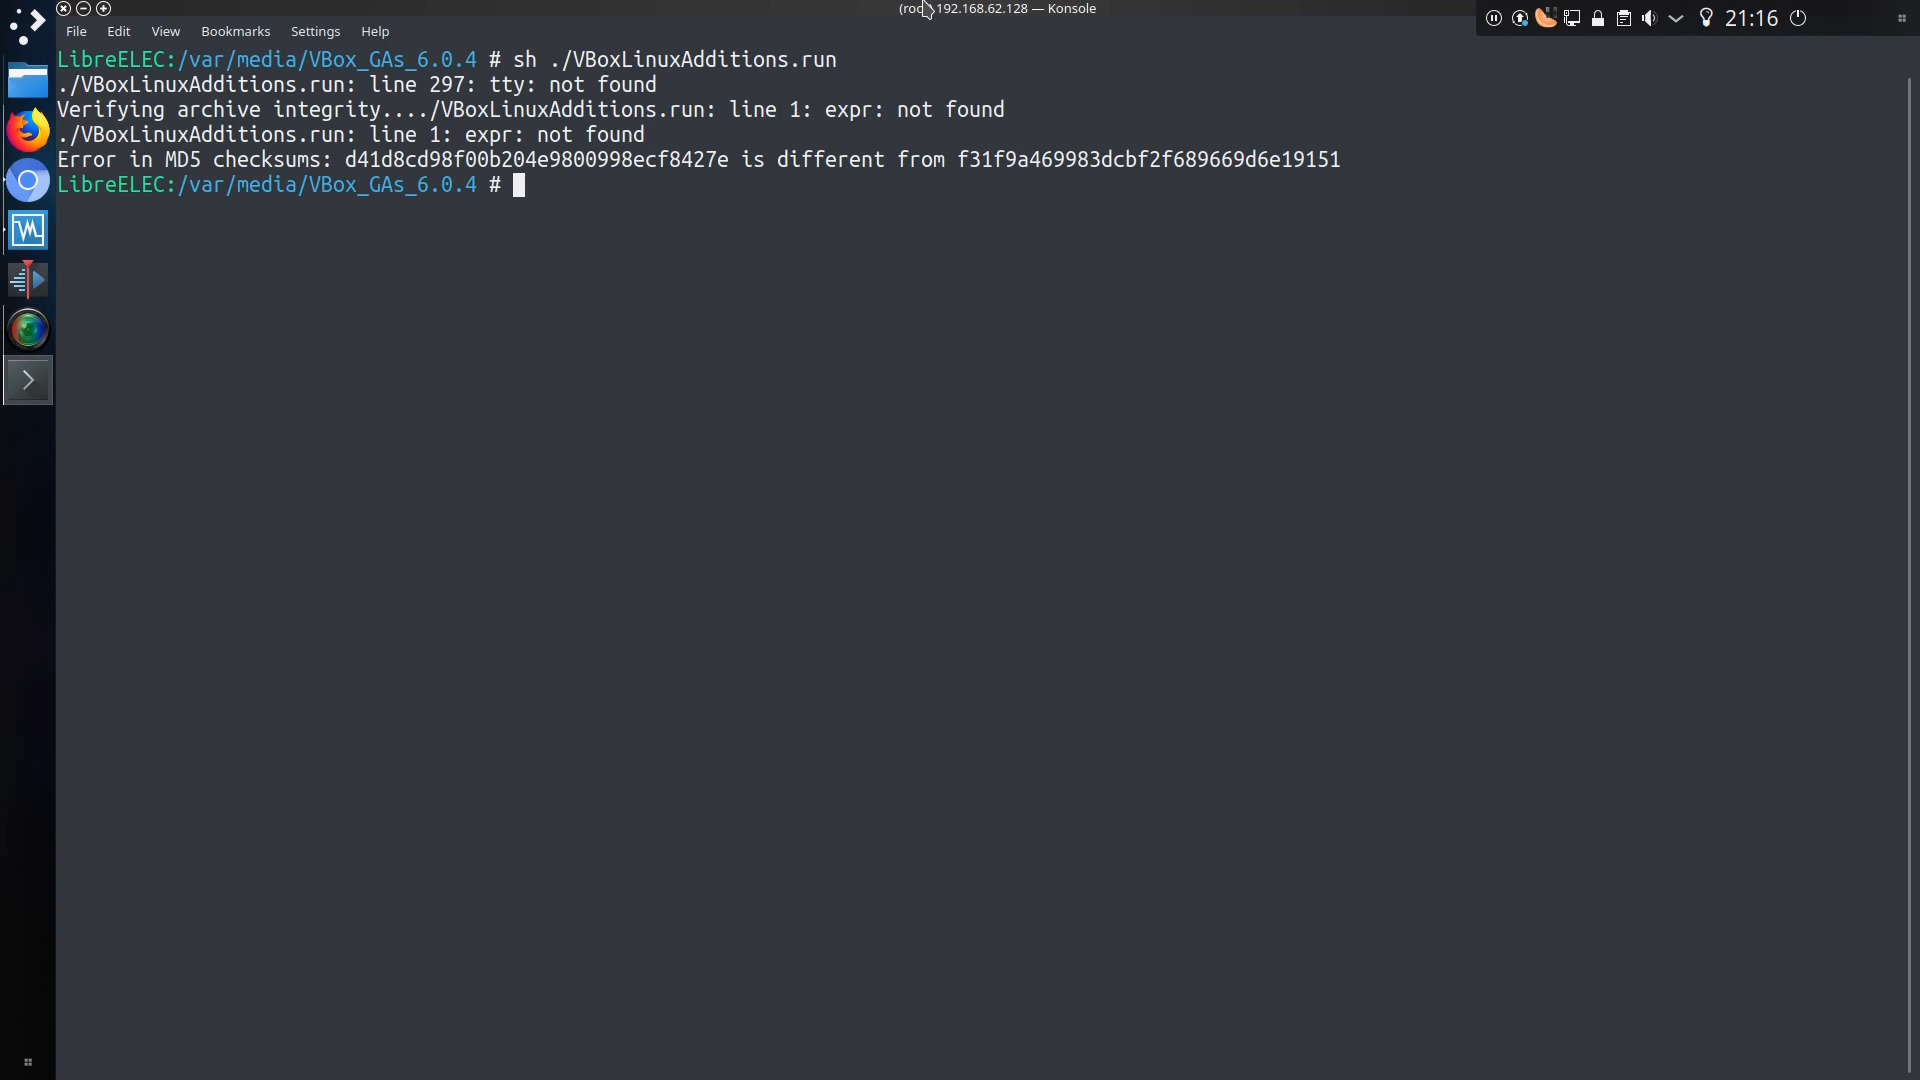 (roo 192.168.62.128 — Konsole
21:16
File Edit View Bookmarks Settings Help
LibreELEC:/var/media/VBox_GAs_6.0.4 # sh ./VBoxLinuxAdditions.run
./VBoxLinuxAdditions.run: line 297: tty: not found
Verifying archive integrity..../VBoxLinuxAdditions.run: line 1: expr: not found
./VBoxLinuxAdditions.run: line 1: expr: not found
Error in MD5 checksums: d41d8cd98f00b204e9800998ecf8427e is different from f31f9a469983dcbf2f689669d6e19151
LibreELEC:/var/media/VBox_GAs_6.0.4 #